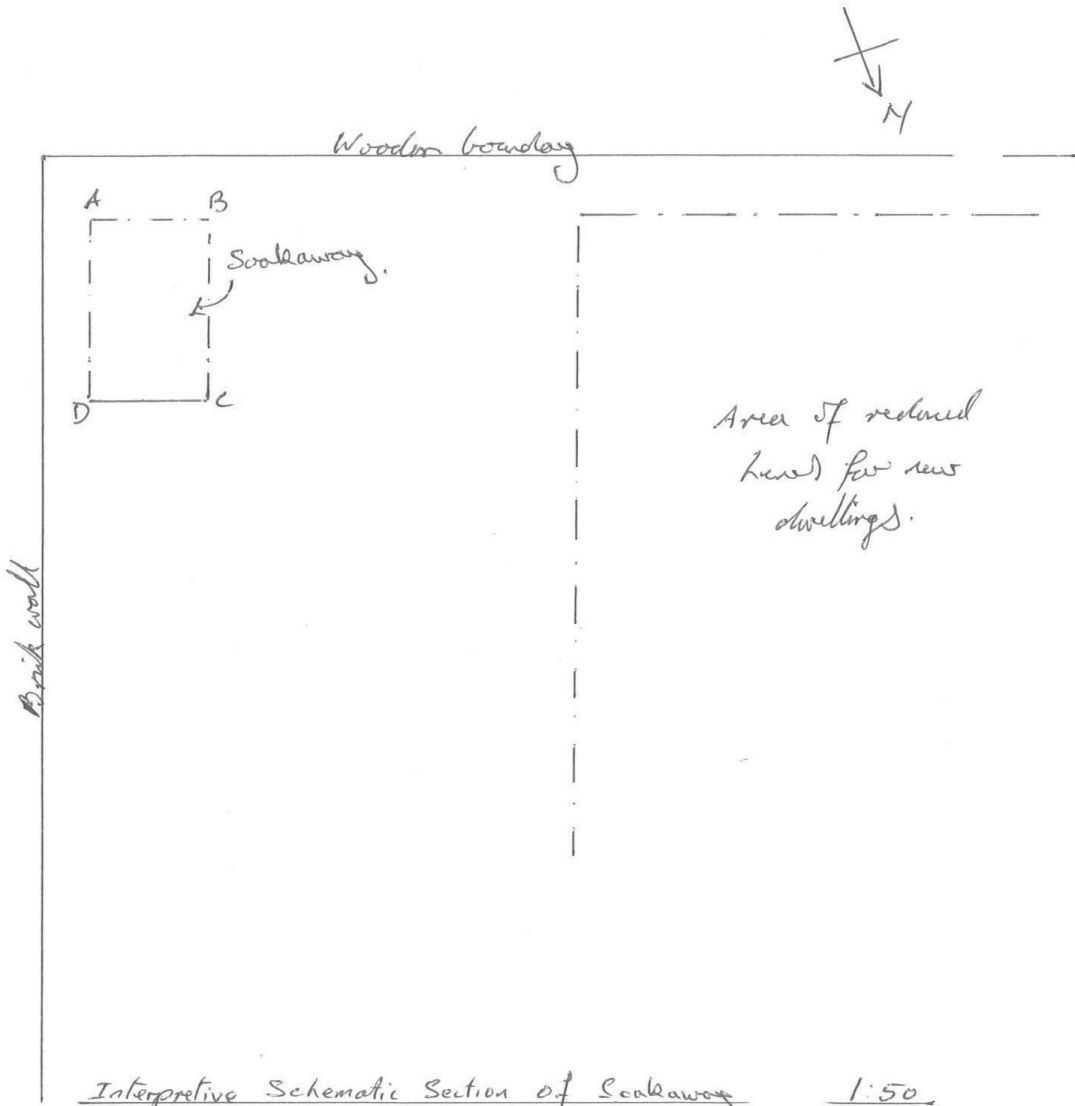 N
Wooden boundary
A B
Soakaway.
D C
Area of reduced
level for new
dwellings.
Brick wall
Interpretive Schematic Section of Soakaway 1:50